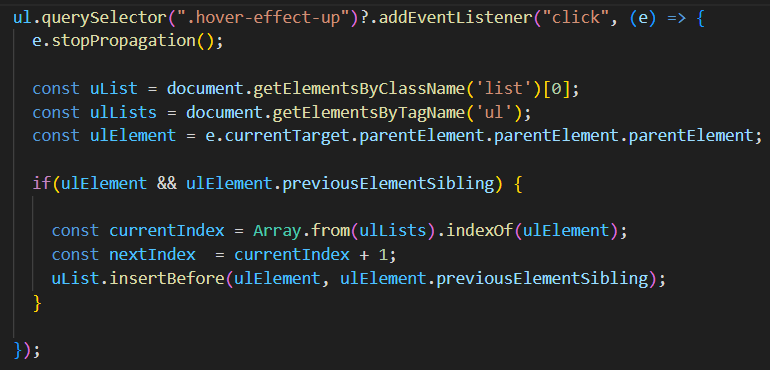 ul.querySelector(".hover-effect-up")?.addEventListener("click", (e) => {
e.stopPropagation();
const uList = document.getElementsByClassName('list')[0];
const ulLists = document.getElementsByTagName('ul');
const ulElement = e.currentTarget.parentElement.parentElement.parentElement;
if(ulElement && ulElement.previousElementSibling) {
const currentIndex = Array.from(ulLists).indexOf(ulElement);
const nextIndex  = currentIndex + 1;
uList.insertBefore(ulElement, ulElement.previousElementSibling);
}
});